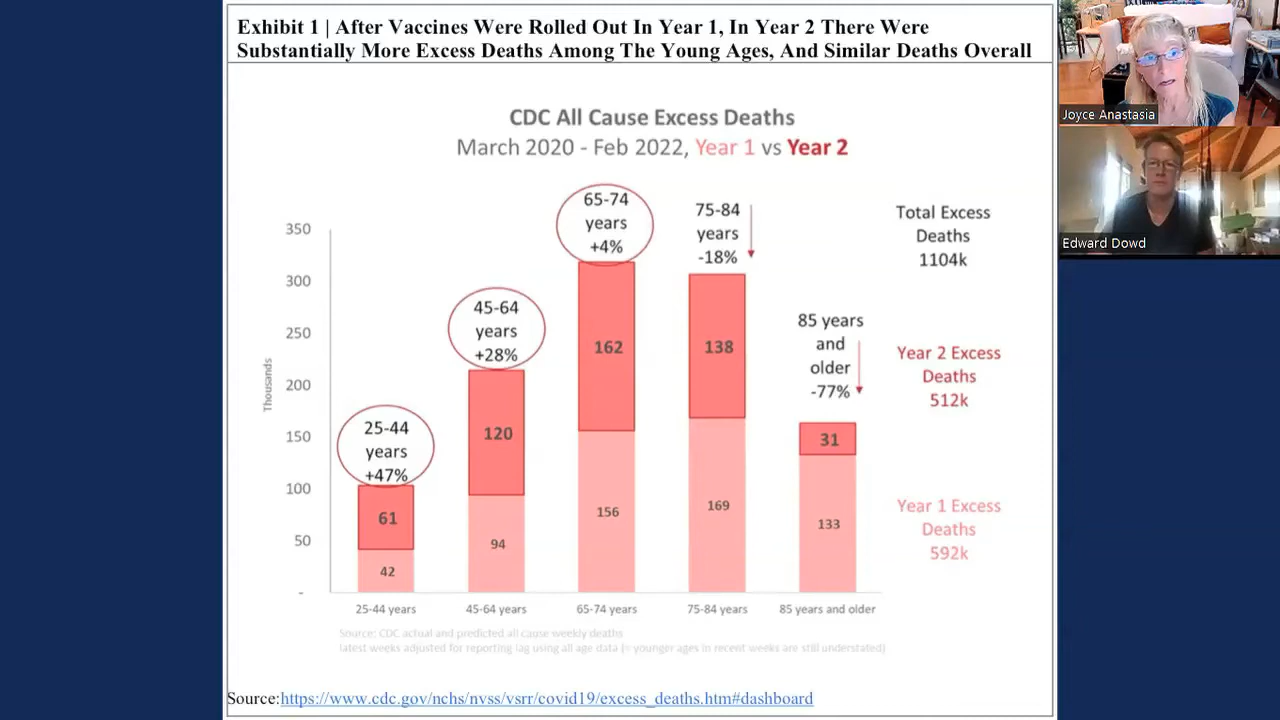 Exhibit 1 | After Vaccines Were Rolled Out In Year 1, In Year 2 There Were
Substantially More Excess Deaths Among The Young Ages, And Similar Deaths Overall
CDC All Cause Excess Deaths
March 2020 - Feb 2022, Year 1 vs Year 2
Thousands
350
300
250
200
150
100
50
-
25-44
years
+47%
61
42
25-44 years
45-64
years
+28%
120
94
45-64 years
65-74
years
+4%
162
156
65-74 years
75-84
years
-18%
138
169
75-84 years
85 years
and
older
-77%
31
133
85 years and older
Total Excess
Deaths
1104k
Year 2 Excess
Deaths
512k
Year 1 Excess
Deaths
592k
Source: CDC actual and predicted all cause weekly deaths
latest weeks adjusted for reporting lag using all age data (= younger ages in recent weeks are still understated)
Source:https://www.cdc.gov/nchs/nvss/vsrr/covid19/excess_deaths.htm#dashboard
Joyce Anastasia
Edward Dowd